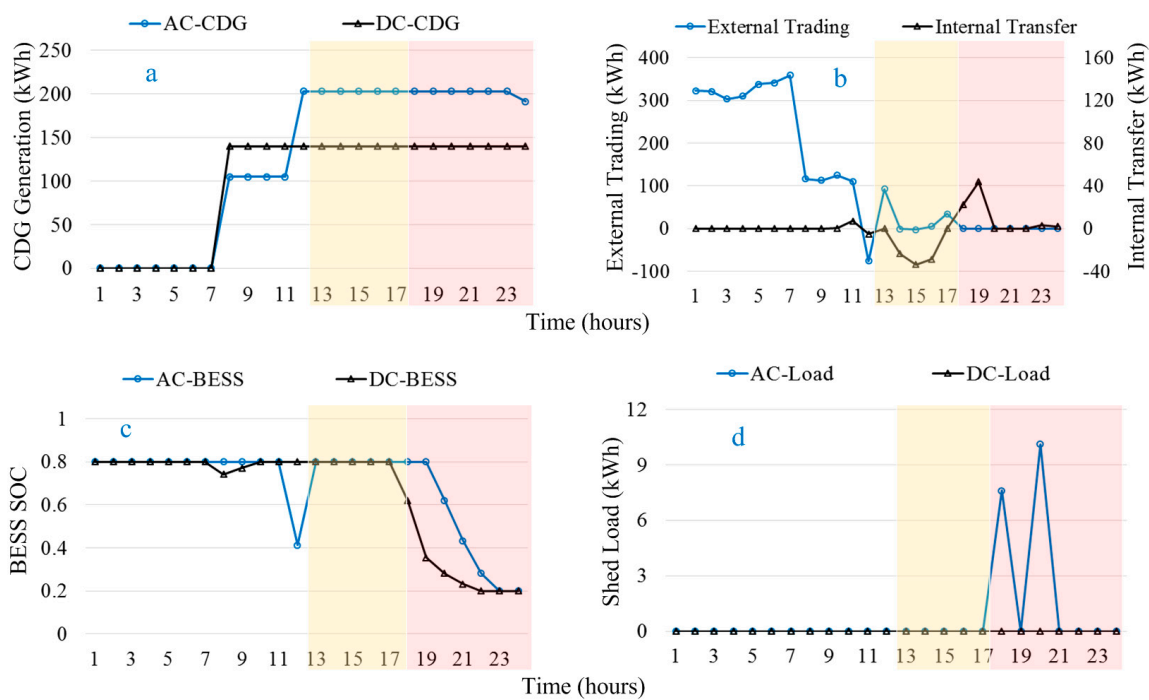 AC-CDG DC-CDG
a
CDG Generation (kWh)
250
200
150
100
50
0
1 3 5 7 9 11 13 15 17 19 21 23
External Trading Internal Transfer
b
External Trading (kWh)
400
300
200
100
0
-100
Internal Transfer (kWh)
160
120
80
40
0
-40
1 3 5 7 9 11 13 15 17 19 21 23
Time (hours)
AC-BESS DC-BESS
c
BESS SOC
1
0.8
0.6
0.4
0.2
0
1 3 5 7 9 11 13 15 17 19 21 23
AC-Load DC-Load
d
Shed Load (kWh)
12
9
6
3
0
1 3 5 7 9 11 13 15 17 19 21 23
Time (hours)